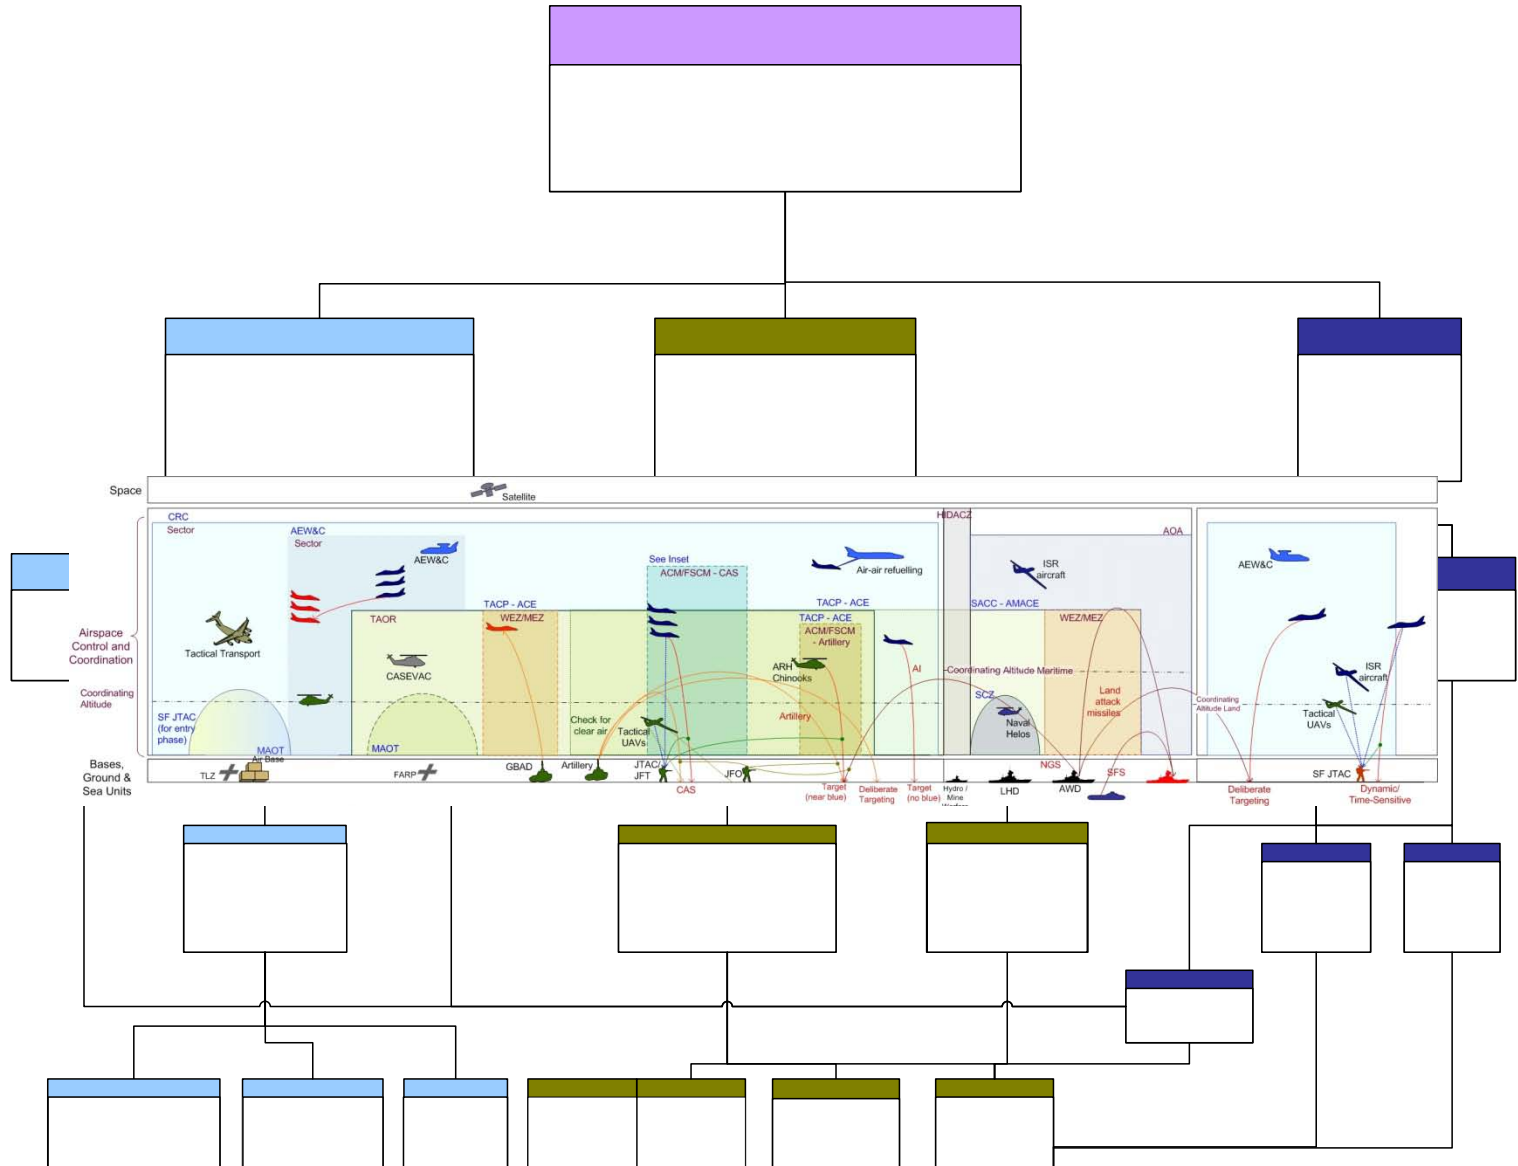 Space
Satellite
CRC
Sector
AEW&C
Sector
AEW&C
HIDACZ
AOA
See Inset
ACM/FSCM - CAS
Air-air refuelling
ISR
aircraft
AEW&C
TAOR
TACP - ACE
WEZ/MEZ
TACP - ACE
TACP - ACE
ACM/FSCM
- Artillery
SACC - AMACE
WEZ/MEZ
Airspace
Control and
Coordination
Tactical Transport
CASEVAC
ARH
Chinooks
AI
Coordinating Altitude Maritime
ISR
aircraft
Coordinating
Altitude
SF JTAC
(for entry
phase)
MAOT
MAOT
Check for
clear air
Tactical
UAVs
Artillery
SCZ
Naval
Helos
Land
attack
missiles
Coordinating
Altitude Land
Tactical
UAVs
Bases,
Ground &
Sea Units
TLZ
Air Base
FARP
GBAD
Artillery
JTAC/
JFT
CAS
JFO
Target
(near blue)
Deliberate
Targeting
Target
(no blue)
Hydro /
Mine
Warfare
LHD
NGS
AWD
SFS
Deliberate
Targeting
SF JTAC
Dynamic/
Time-Sensitive